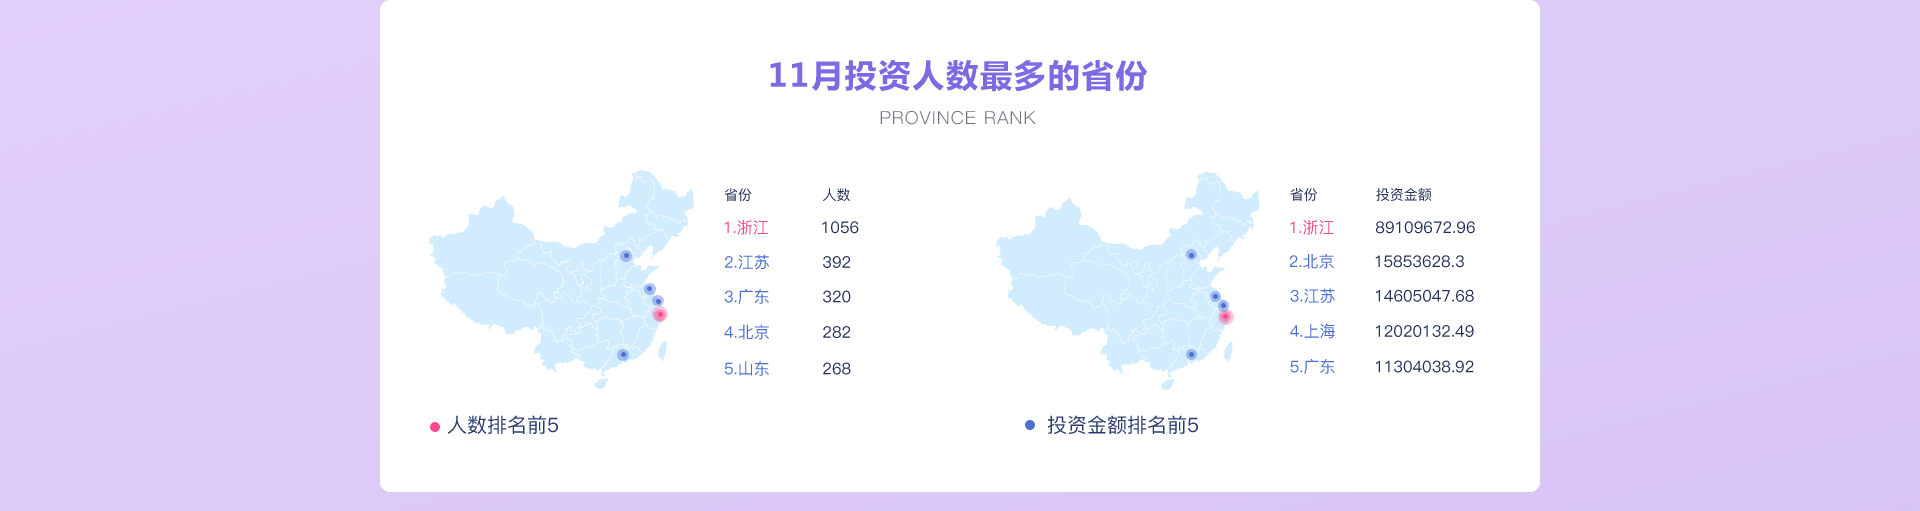 11月投资人数最多的省份
PROVINCE RANK
省份 人数
1.浙江 1056
2.江苏 392
3.广东 320
4.北京 282
5.山东 268
人数排名前5
省份 投资金额
1.浙江 89109672.96
2.北京 15853628.3
3.江苏 14605047.68
4.上海 12020132.49
5.广东 11304038.92
投资金额排名前5